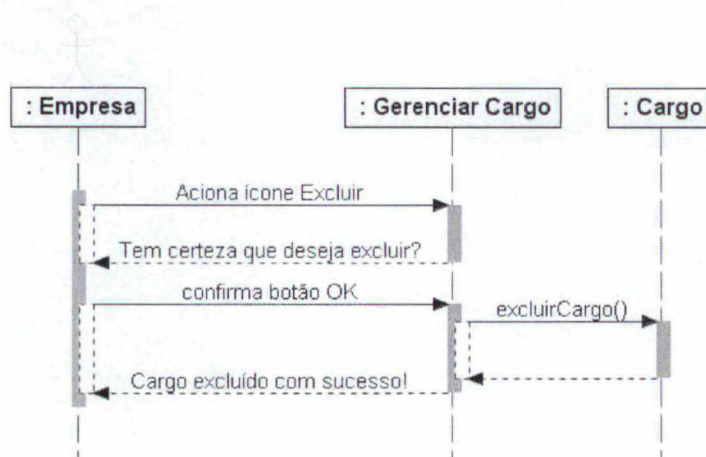 : Empresa
: Gerenciar Cargo
: Cargo
Aciona ícone Excluir
Tem certeza que deseja excluir?
confirma botão OK
excluirCargo()
Cargo excluído com sucesso!